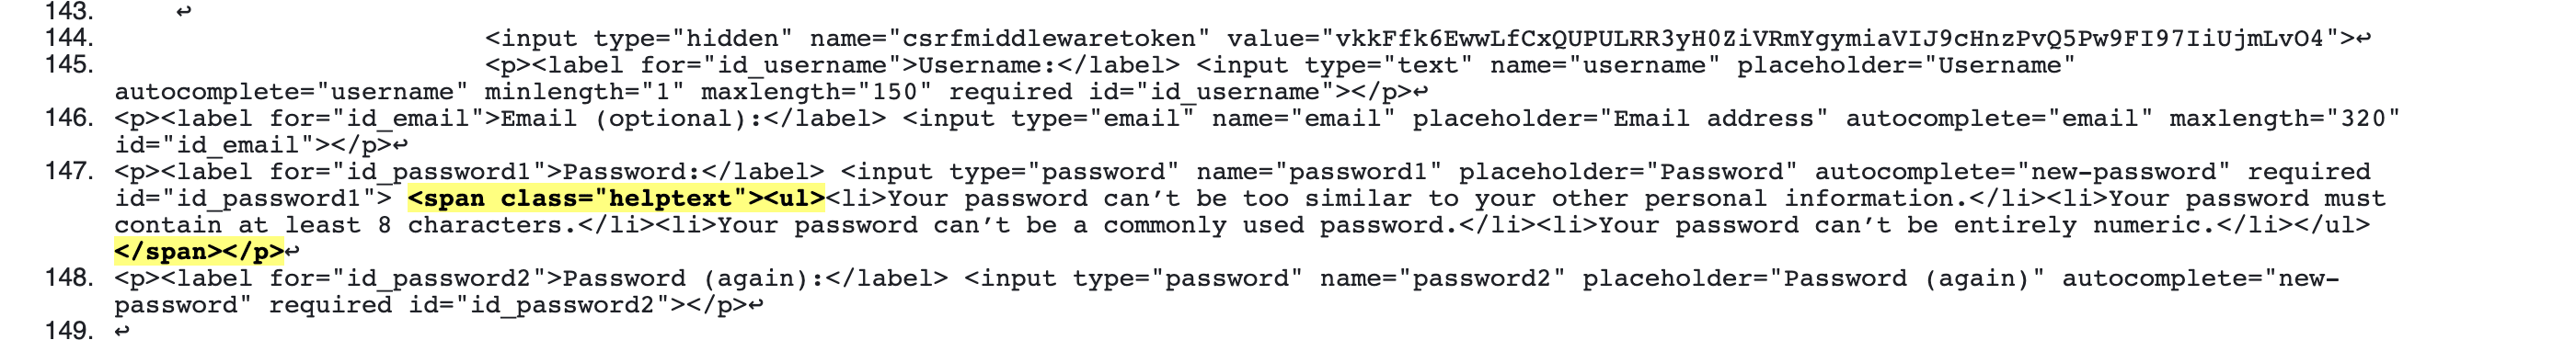 143. ↩
144. <input type="hidden" name="csrfmiddlewaretoken" value="vkkFfk6EwwLfCxQUPULRR3yH0ZiVRmYgymiaVIJ9cHnzPvQ5Pw9FI97IiUjmLvO4">↩
145. <p><label for="id_username">Username:</label> <input type="text" name="username" placeholder="Username"
autocomplete="username" minlength="1" maxlength="150" required id="id_username"></p>↩
146. <p><label for="id_email">Email (optional):</label> <input type="email" name="email" placeholder="Email address" autocomplete="email" maxlength="320"
id="id_email"></p>↩
147. <p><label for="id_password1">Password:</label> <input type="password" name="password1" placeholder="Password" autocomplete="new-password" required
id="id_password1"> <span class="helptext"><ul><li>Your password can’t be too similar to your other personal information.</li><li>Your password must
contain at least 8 characters.</li><li>Your password can’t be a commonly used password.</li><li>Your password can’t be entirely numeric.</li></ul>
</span></p>↩
148. <p><label for="id_password2">Password (again):</label> <input type="password" name="password2" placeholder="Password (again)" autocomplete="new-
password" required id="id_password2"></p>↩
149. ↩